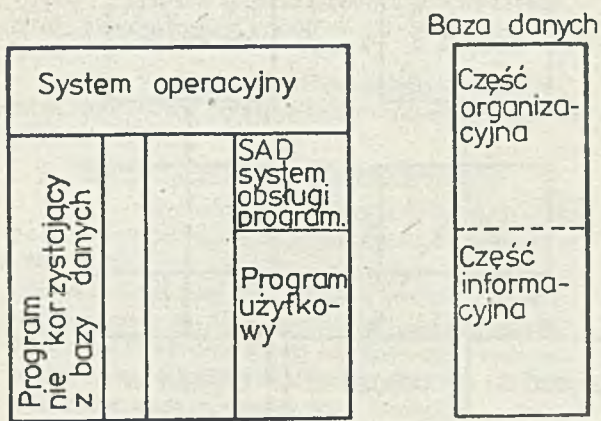 Baza danych
System operacyjny
Część
organiza-
cyjna
SAD
system
obsługi
program.
Program
nie korzystający
z bazy danych
Program
użytko-
wy
Część
informa-
cyjna